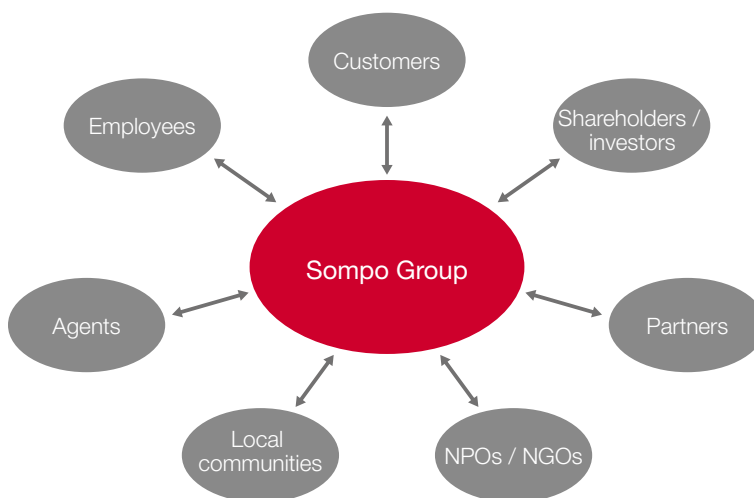 Customers
Employees
Shareholders /
investors
Sompo Group
Agents
Partners
Local
communities
NPOs / NGOs